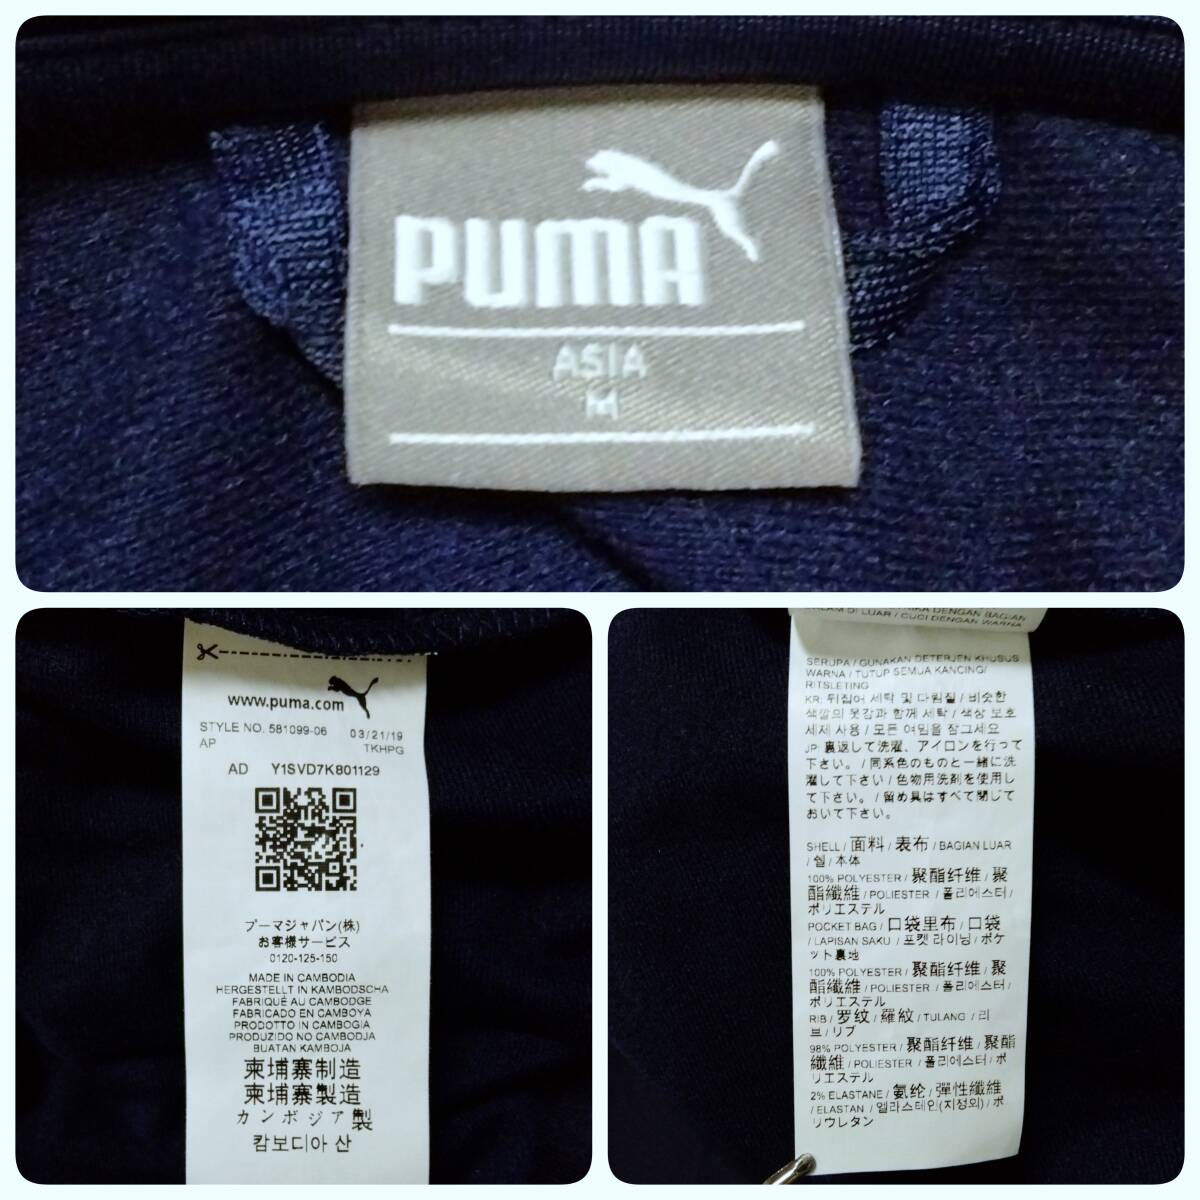 PUMA
ASIA
M
www.puma.com
STYLE NO. 581099-06 03/21/19
AP TKHPG
AD Y1SVD7K801129
プーマジャパン(株)
お客様サービス
0120-125-150
MADE IN CAMBODIA
HERGESTELLT IN KAMBODSCHA
FABRIQUÉ AU CAMBODGE
FABRICADO EN CAMBOYA
PRODOTTO IN CAMBOGIA
PRODUZIDO NO CAMBODJA
BUATAN KAMBOJA
柬埔寨制造
柬埔寨製造
カンボジア製
캄보디아 산
DENGAN BAGIAN
DI LUAR / CUCI DENGAN WARNA
SERUPA / GUNAKAN DETERJEN KHUSUS
WARNA / TUTUP SEMUA KANCING/
RITSLETING
KR: 뒤집어 세탁 및 다림질 / 비슷한
색깔의 옷감과 함께 세탁 / 색상 보호
세제 사용 / 모든 여밈을 잠그세요
JP: 裏返して洗濯、アイロンを行って
下さい。/ 同系色のものと一緒に洗
濯して下さい / 色物用洗剤を使用し
て下さい。/ 留め具はすべて閉じて
おいて下さい。
SHELL / 面料 / 表布 / BAGIAN LUAR
/ 쉘 / 本体
100% POLYESTER / 聚酯纤维 / 聚
酯纖維 / POLIESTER / 폴리에스터 /
ポリエステル
POCKET BAG / 口袋里布 / 口袋
/ LAPISAN SAKU / 포켓 라이닝 / ポケ
ット裏地
100% POLYESTER / 聚酯纤维 / 聚
酯纖維 / POLIESTER / 폴리에스터 /
ポリエステル
RIB / 罗纹 / 羅紋 / TULANG / 리
브 / リブ
98% POLYESTER / 聚酯纤维 / 聚酯
纖維 / POLIESTER / 폴리에스터 / ポ
リエステル
2% ELASTANE / 氨纶 / 彈性纖維
/ ELASTAN / 엘라스테인(지정외) / ポ
リウレタン